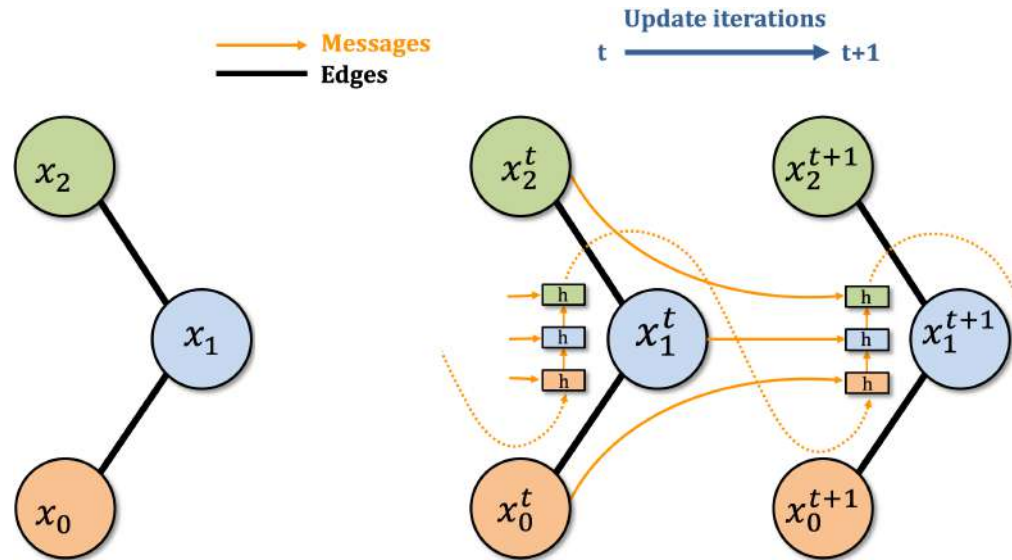 Update iterations
Messages
t t+1
Edges
x₂ x₂ᵗ x₂ᵗ⁺¹
h h
x₁ h x₁ᵗ h x₁ᵗ⁺¹
h h
x₀ x₀ᵗ x₀ᵗ⁺¹